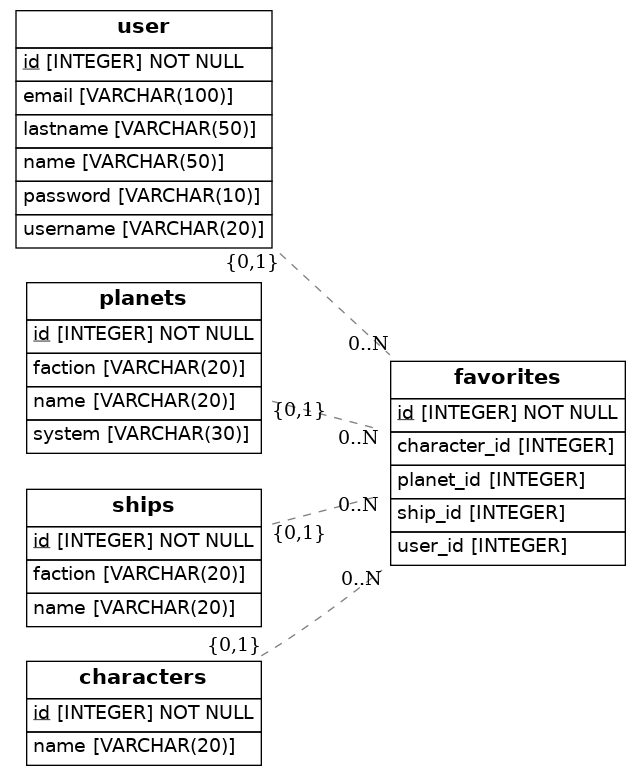 user
id [INTEGER] NOT NULL
email [VARCHAR(100)]
lastname [VARCHAR(50)]
name [VARCHAR(50)]
password [VARCHAR(10)]
username [VARCHAR(20)]
{0,1}
0..N
planets
id [INTEGER] NOT NULL
faction [VARCHAR(20)]
name [VARCHAR(20)]
system [VARCHAR(30)]
{0,1}
0..N
ships
id [INTEGER] NOT NULL
faction [VARCHAR(20)]
name [VARCHAR(20)]
{0,1}
0..N
characters
id [INTEGER] NOT NULL
name [VARCHAR(20)]
{0,1}
0..N
favorites
id [INTEGER] NOT NULL
character_id [INTEGER]
planet_id [INTEGER]
ship_id [INTEGER]
user_id [INTEGER]